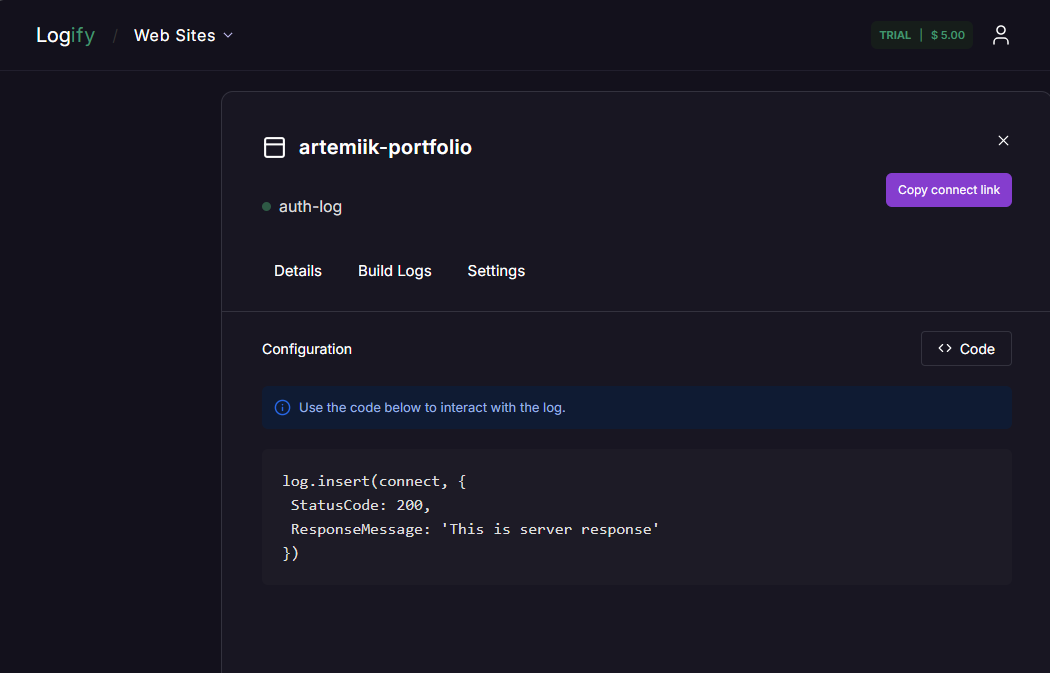 Logify / Web Sites
TRIAL | $ 5.00
artemiik-portfolio
Copy connect link
auth-log
Details Build Logs Settings
Configuration
<> Code
Use the code below to interact with the log.
log.insert(connect, {
 StatusCode: 200,
 ResponseMessage: 'This is server response'
})